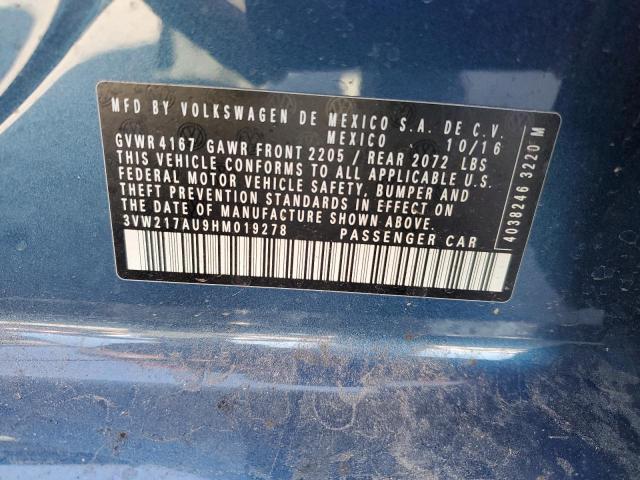 MFD BY VOLKSWAGEN DE MEXICO S.A. DE C.V.
MEXICO 10/16
GVWR 4167 GAWR FRONT 2205 / REAR 2072 LBS
THIS VEHICLE CONFORMS TO ALL APPLICABLE U.S.
FEDERAL MOTOR VEHICLE SAFETY, BUMPER AND
THEFT PREVENTION STANDARDS IN EFFECT ON
THE DATE OF MANUFACTURE SHOWN ABOVE.
3VW217AU9HM019278 PASSENGER CAR
4038246 3220 M